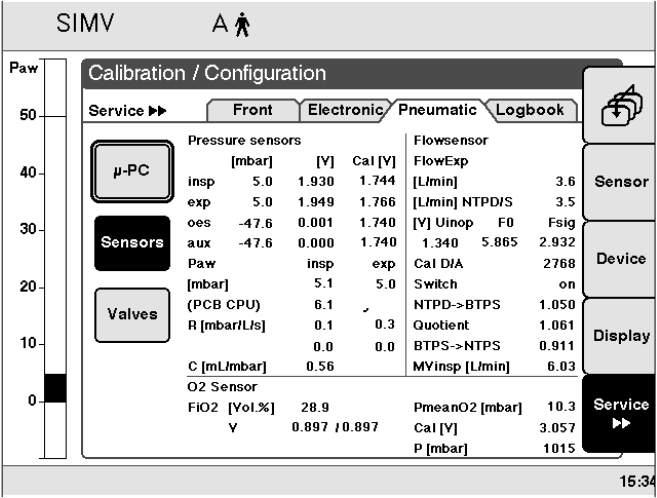 SIMV A
Paw
50
40
30
20
10
0
Calibration / Configuration
Service ▶▶ Front Electronic Pneumatic Logbook
µ-PC
Sensors
Valves
Pressure sensors
[mbar] [V] Cal [V]
insp 5.0 1.930 1.744
exp 5.0 1.949 1.766
oes -47.6 0.001 1.740
aux -47.6 0.000 1.740
Paw insp exp
[mbar] 5.1 5.0
(PCB CPU) 6.1
R [mbar/L/s] 0.1 0.3
0.0 0.0
C [mL/mbar] 0.56
Flowsensor
FlowExp
[L/min] 3.6
[L/min] NTPD/S 3.5
[V] Uinop F0 Fsig
1.340 5.865 2.932
Cal D/A 2768
Switch on
NTPD->BTPS 1.050
Quotient 1.061
BTPS->NTPS 0.911
MVinsp [L/min] 6.03
O2 Sensor
FiO2 [Vol.%] 28.9
V 0.897 / 0.897
PmeanO2 [mbar] 10.3
Cal [V] 3.057
P [mbar] 1015
Sensor
Device
Display
Service
▶▶
15:34